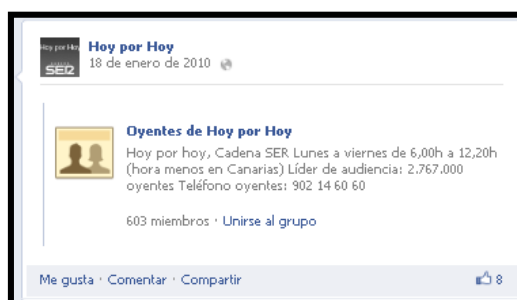 Hoy por Hoy
SER
Hoy por Hoy
18 de enero de 2010
Oyentes de Hoy por Hoy
Hoy por hoy, Cadena SER Lunes a viernes de 6,00h a 12,20h
(hora menos en Canarias) Líder de audiencia: 2.767.000
oyentes Teléfono oyentes: 902 14 60 60
603 miembros · Unirse al grupo
Me gusta · Comentar · Compartir
8